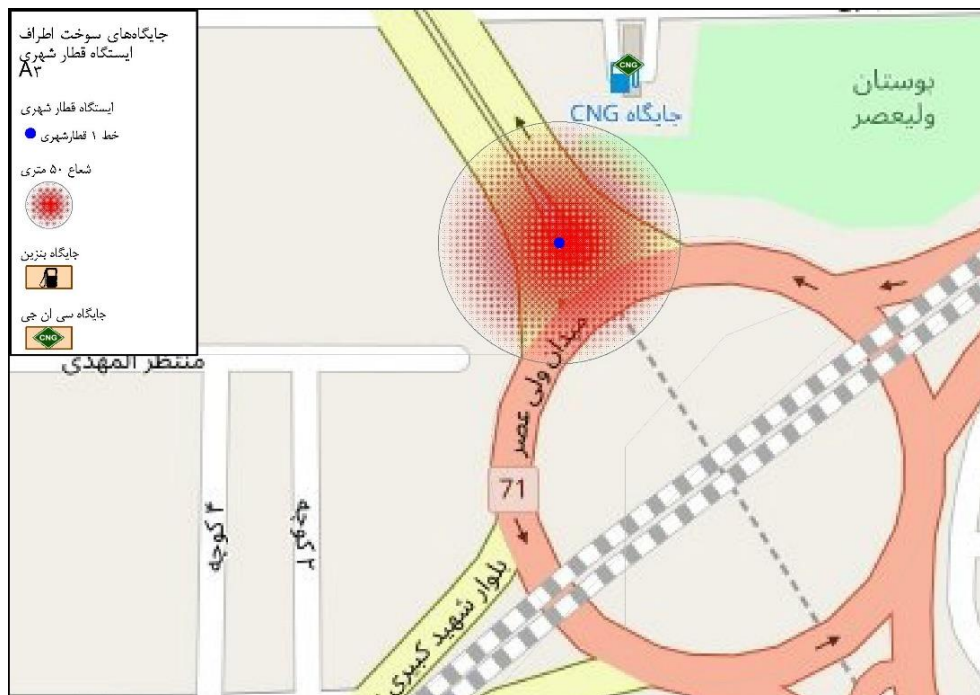 جایگاه‌های سوخت اطراف
ایستگاه قطار شهری
A۳
ایستگاه قطار شهری
خط ۱ قطارشهری
شعاع ۵۰ متری
جایگاه بنزین
جایگاه سی ان جی
CNG
CNG
جایگاه CNG
بوستان
ولیعصر
منتظر المهدی
میدان ولی عصر
71
کوچه ۴
کوچه ۲
بلوار شهید کبیری